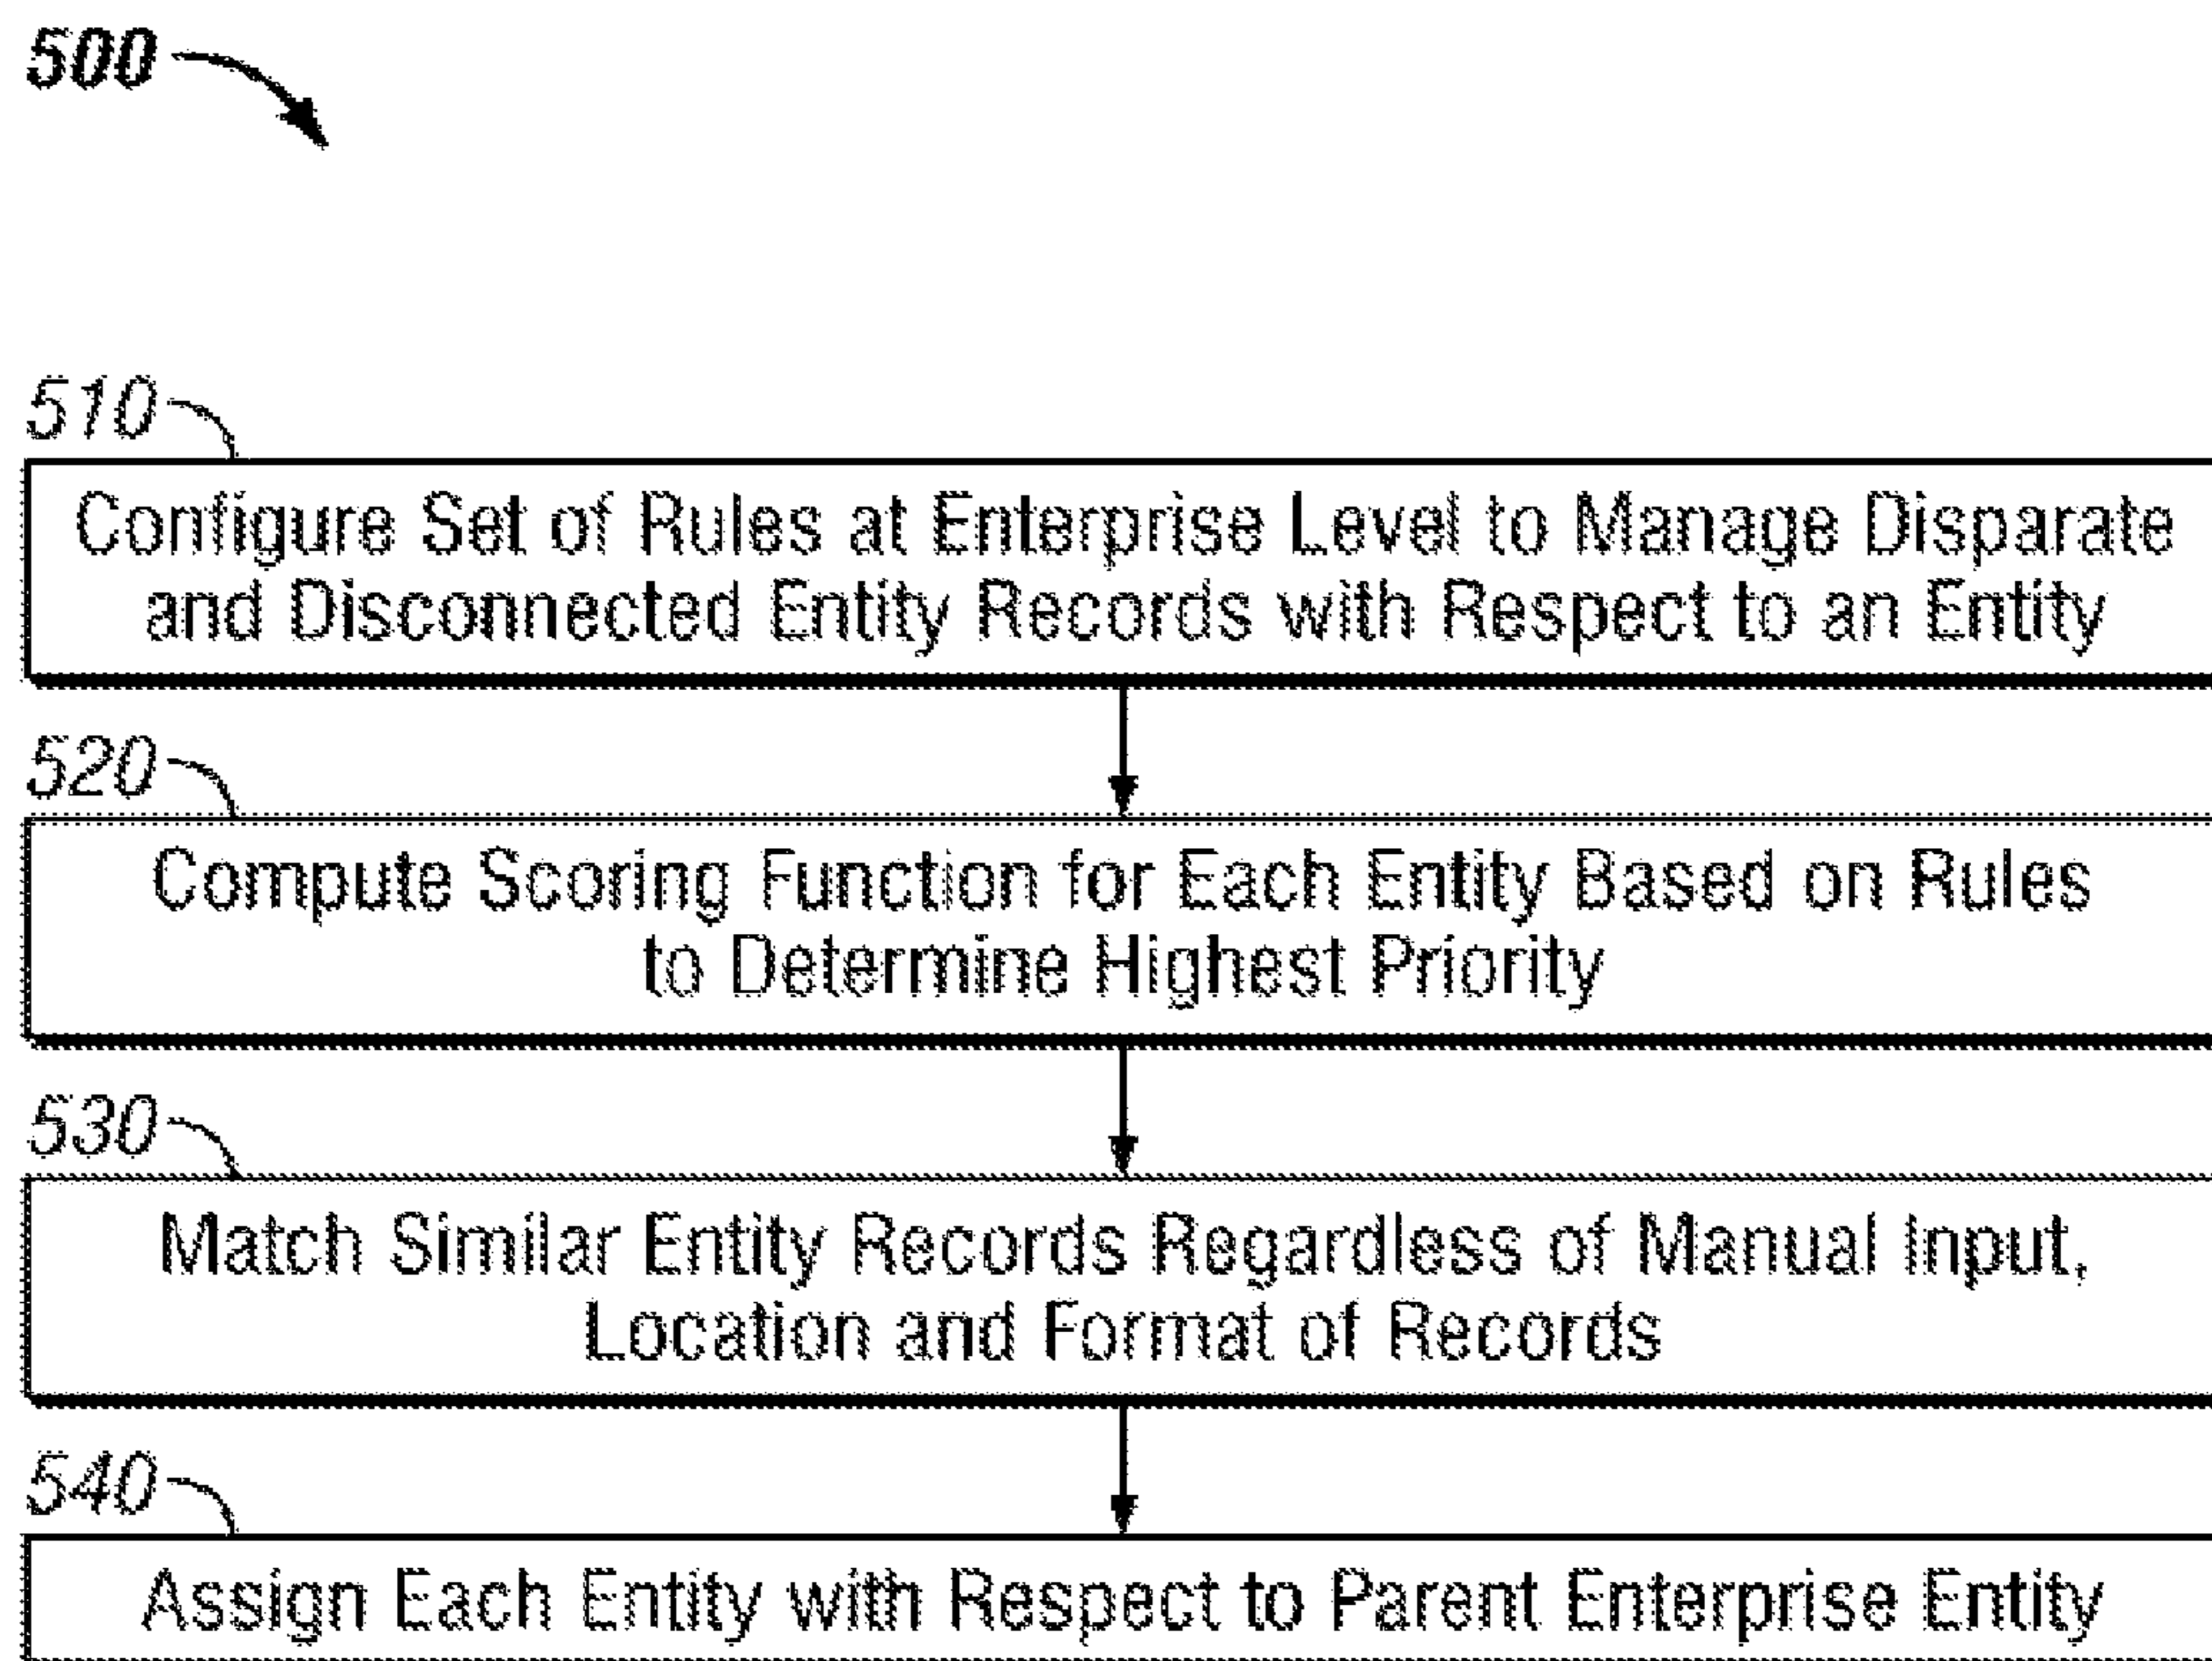 500
510
Configure Set of Rules at Enterprise Level to Manage Disparate
and Disconnected Entity Records with Respect to an Entity
520
Compute Scoring Function for Each Entity Based on Rules
to Determine Highest Priority
530
Match Similar Entity Records Regardless of Manual Input,
Location and Format of Records
540
Assign Each Entity with Respect to Parent Enterprise Entity